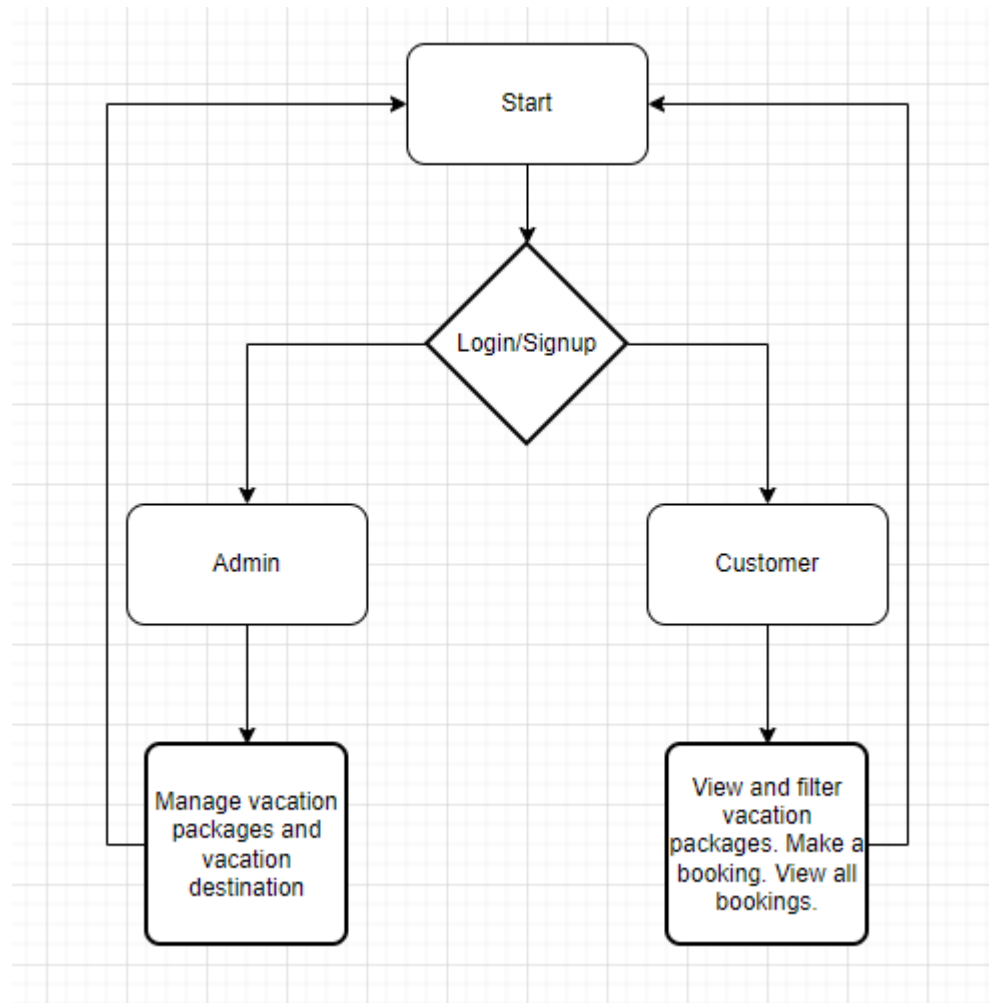 Start
Login/Signup
Admin
Customer
Manage vacation
packages and
vacation
destination
View and filter
vacation
packages. Make a
booking. View all
bookings.